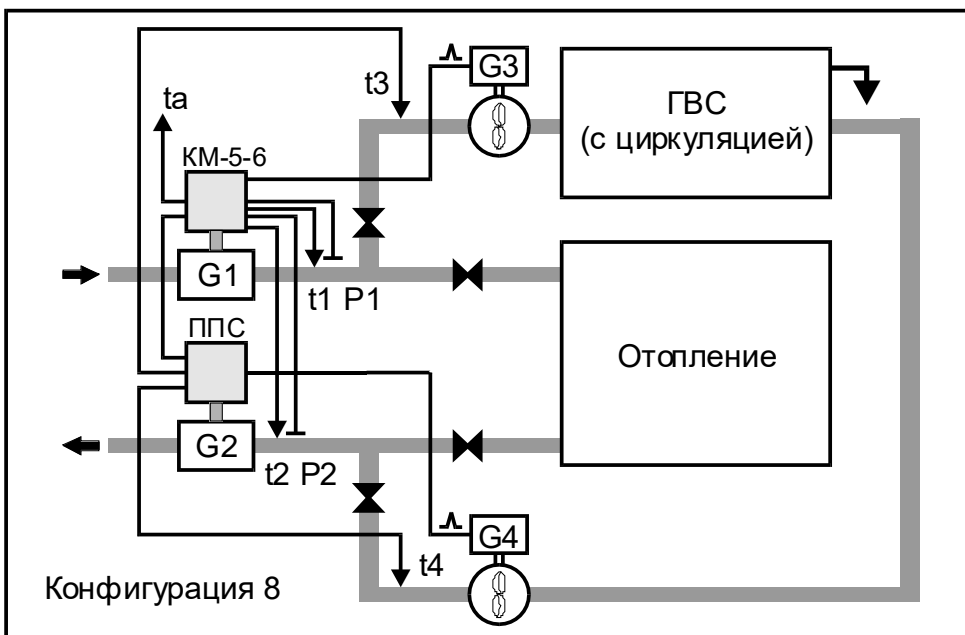 G3
t3
ГВС
(с циркуляцией)
ta
КМ-5-6
G1
t1 P1
ППС
Отопление
G2
t2 P2
G4
t4
Конфигурация 8